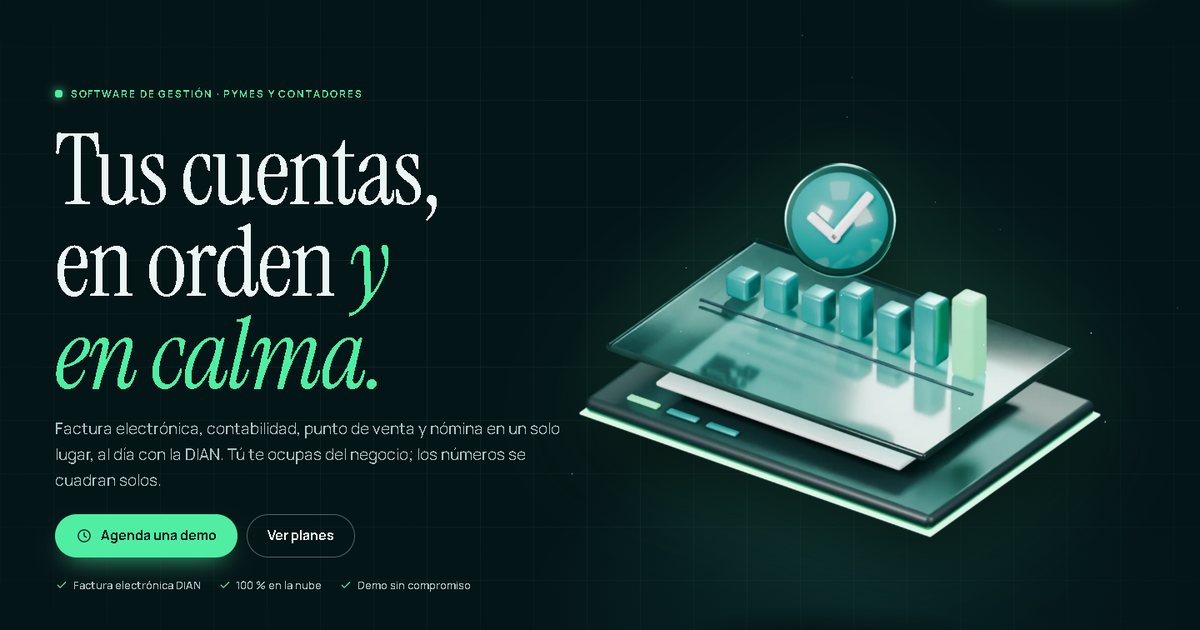 SOFTWARE DE GESTIÓN · PYMES Y CONTADORES
Tus cuentas,
en orden y
en calma.
Factura electrónica, contabilidad, punto de venta y nómina en un solo
lugar, al día con la DIAN. Tú te ocupas del negocio; los números se
cuadran solos.
Agenda una demo
Ver planes
Factura electrónica DIAN
100 % en la nube
Demo sin compromiso